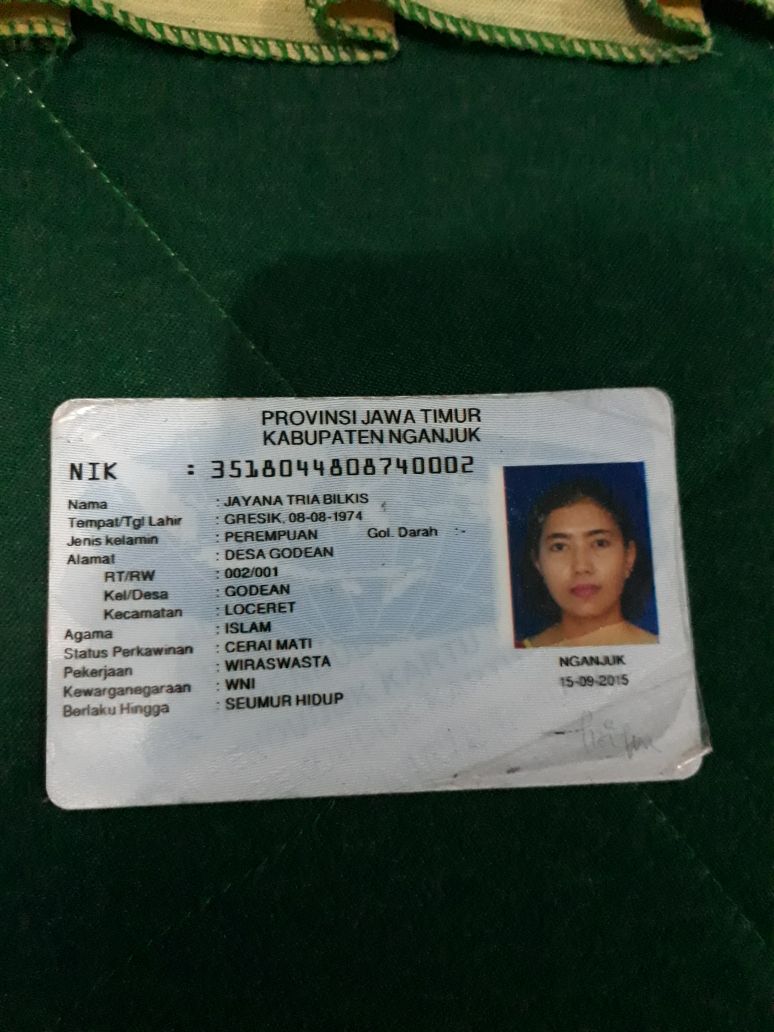 PROVINSI JAWA TIMUR
KABUPATEN NGANJUK
NIK : 3518044808740002
Nama : JAYANA TRIA BILKIS
Tempat/Tgl Lahir : GRESIK, 08-08-1974
Jenis kelamin : PEREMPUAN Gol. Darah :-
Alamat : DESA GODEAN
RT/RW : 002/001
Kel/Desa : GODEAN
Kecamatan : LOCERET
Agama : ISLAM
Status Perkawinan : CERAI MATI
Pekerjaan : WIRASWASTA
Kewarganegaraan : WNI
Berlaku Hingga : SEUMUR HIDUP
NGANJUK
15-09-2015